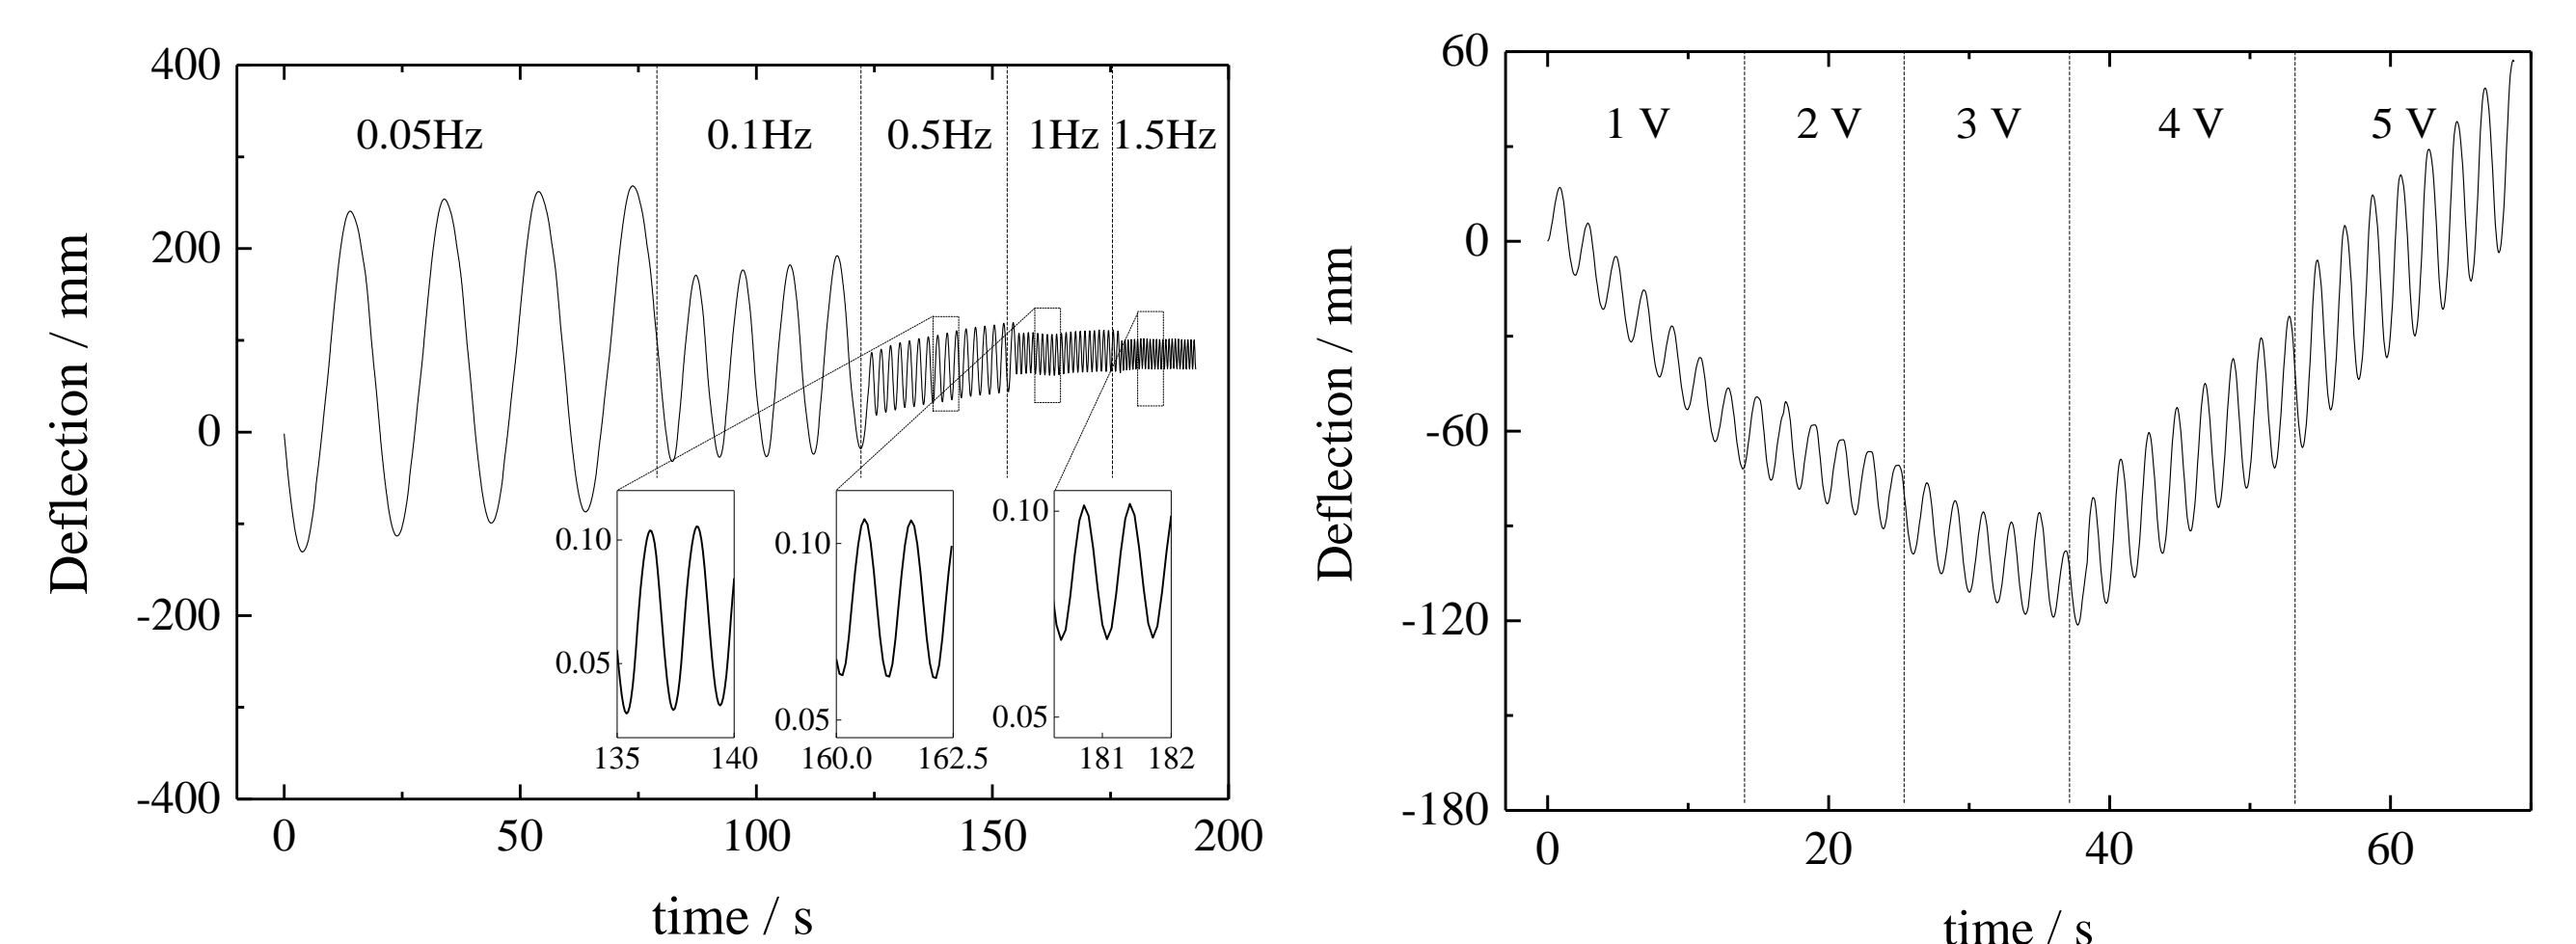 400
200
0
-200
-400
Deflection / mm
0.05Hz
0.1Hz
0.5Hz
1Hz
1.5Hz
0.10
0.05
135
140
0.10
0.05
160.0
162.5
0.10
0.05
181
182
0
50
100
150
200
time / s
60
0
-60
-120
-180
Deflection / mm
1 V
2 V
3 V
4 V
5 V
0
20
40
60
time / s